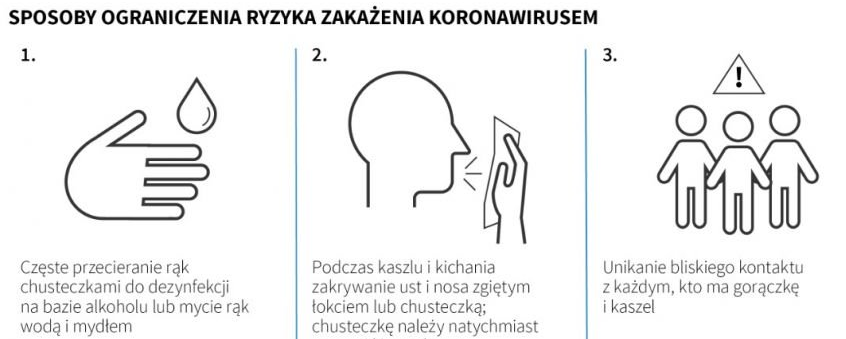 SPOSOBY OGRANICZENIA RYZYKA ZAKAŻENIA KORONAWIRUSEM
1.
Częste przecieranie rąk
chusteczkami do dezynfekcji
na bazie alkoholu lub mycie rąk
wodą i mydłem
2.
Podczas kaszlu i kichania
zakrywanie ust i nosa zgiętym
łokciem lub chusteczką;
chusteczkę należy natychmiast
3.
!
Unikanie bliskiego kontaktu
z każdym, kto ma gorączkę
i kaszel